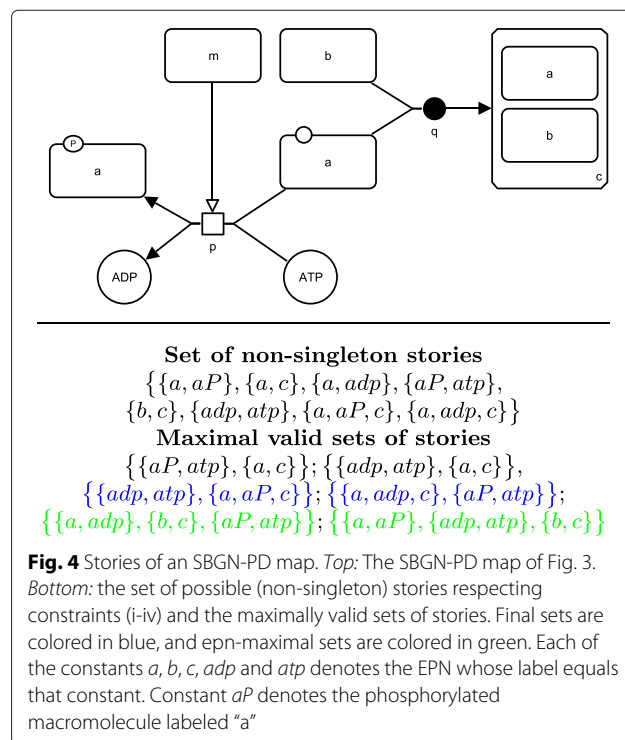 m
b
a
b
c
q
a
P
a
p
ADP
ATP
Set of non-singleton stories
{{a, aP}, {a, c}, {a, adp}, {aP, atp},
{b, c}, {adp, atp}, {a, aP, c}, {a, adp, c}}
Maximal valid sets of stories
{{aP, atp}, {a, c}}; {{adp, atp}, {a, c}},
{{adp, atp}, {a, aP, c}}; {{a, adp, c}, {aP, atp}};
{{a, adp}, {b, c}, {aP, atp}}; {{a, aP}, {adp, atp}, {b, c}}
Fig. 4 Stories of an SBGN-PD map. Top: The SBGN-PD map of Fig. 3.
Bottom: the set of possible (non-singleton) stories respecting
constraints (i-iv) and the maximally valid sets of stories. Final sets are
colored in blue, and epn-maximal sets are colored in green. Each of
the constants a, b, c, adp and atp denotes the EPN whose label equals
that constant. Constant aP denotes the phosphorylated
macromolecule labeled “a”